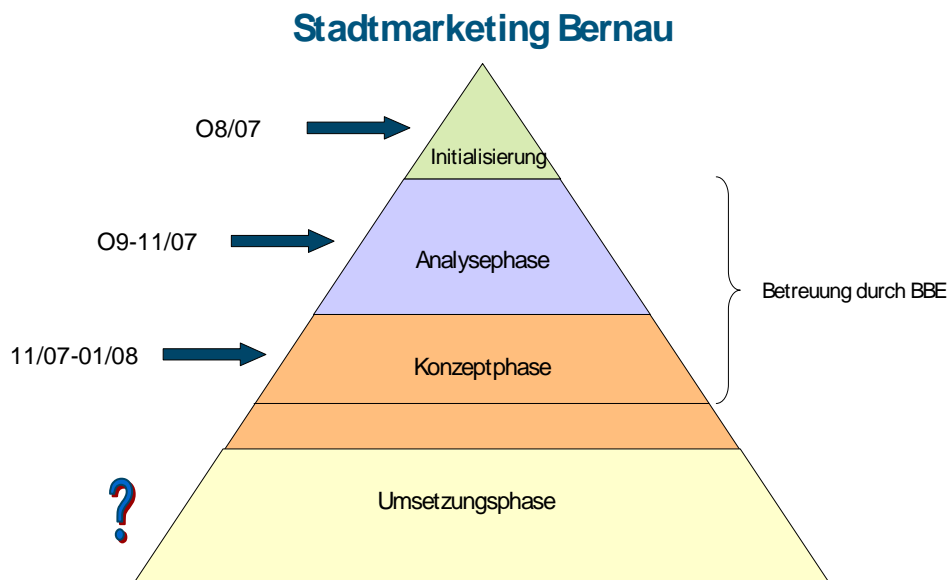 Stadtmarketing Bernau
O8/07
Initialisierung
O9-11/07
Analysephase
Betreuung durch BBE
11/07-01/08
Konzeptphase
?
Umsetzungsphase